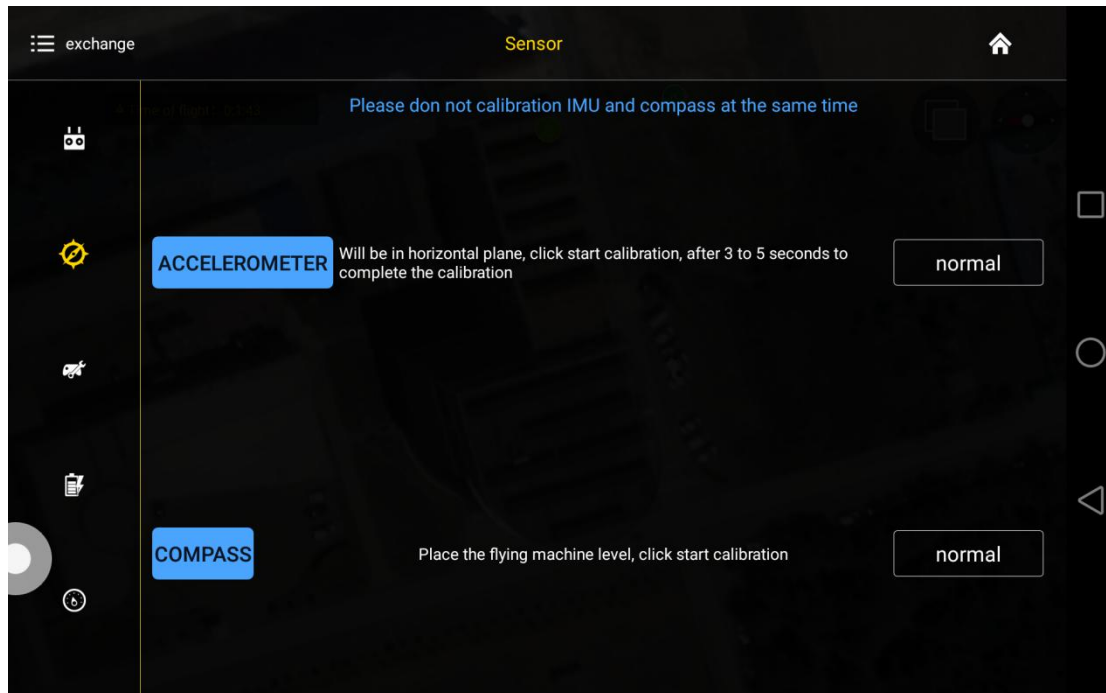 exchange
Sensor
Please don not calibration IMU and compass at the same time
ACCELEROMETER
Will be in horizontal plane, click start calibration, after 3 to 5 seconds to
complete the calibration
normal
COMPASS
Place the flying machine level, click start calibration
normal